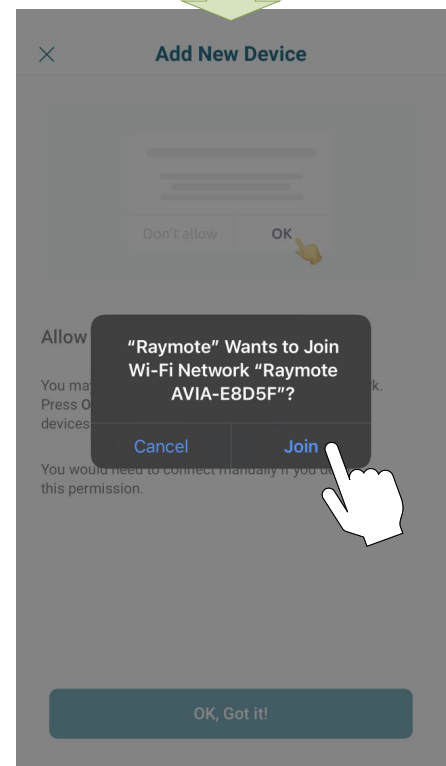 Add New Device
Don't allow
OK
Allow
"Raymote" Wants to Join
Wi-Fi Network "Raymote
AVIA-E8D5F"?
You may k.
Press O
devices
Cancel
Join
You would need to connect manually if you d
this permission.
OK, Got it!